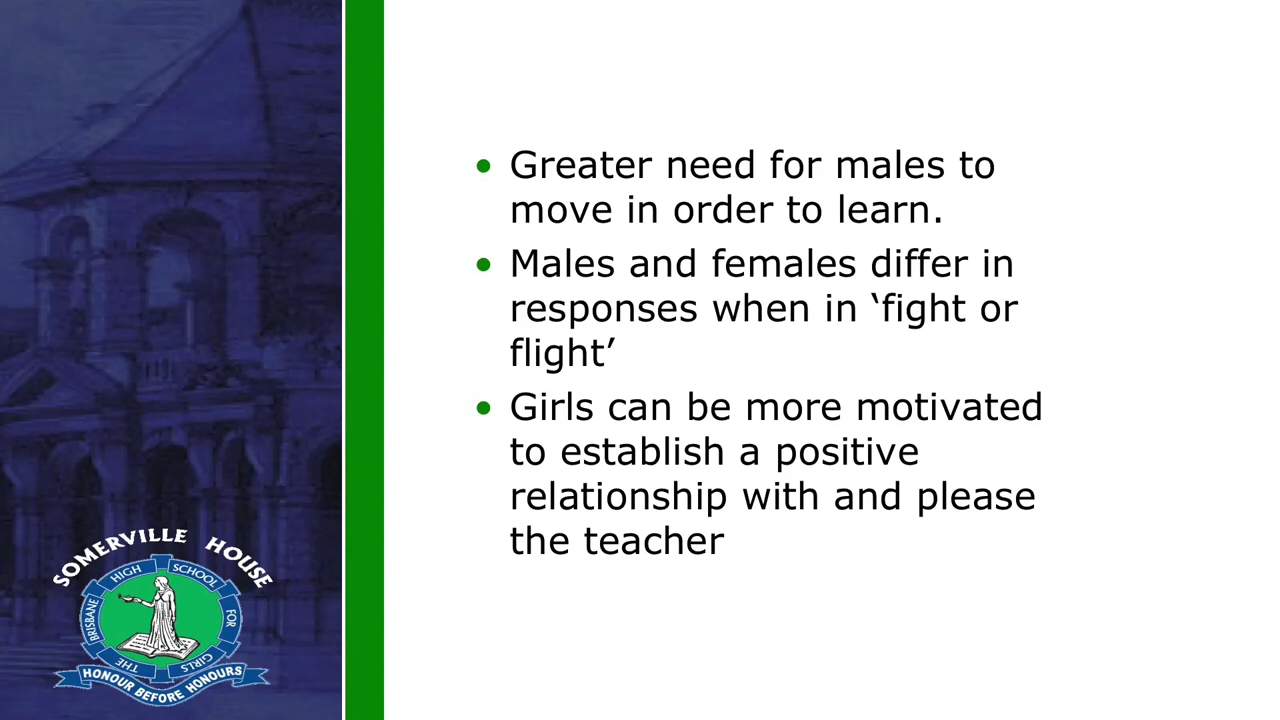 • Greater need for males to
move in order to learn.
• Males and females differ in
responses when in ‘fight or
flight’
• Girls can be more motivated
to establish a positive
relationship with and please
the teacher
SOMERVILLE HOUSE
THE BRISBANE HIGH SCHOOL FOR GIRLS
HONOUR BEFORE HONOURS